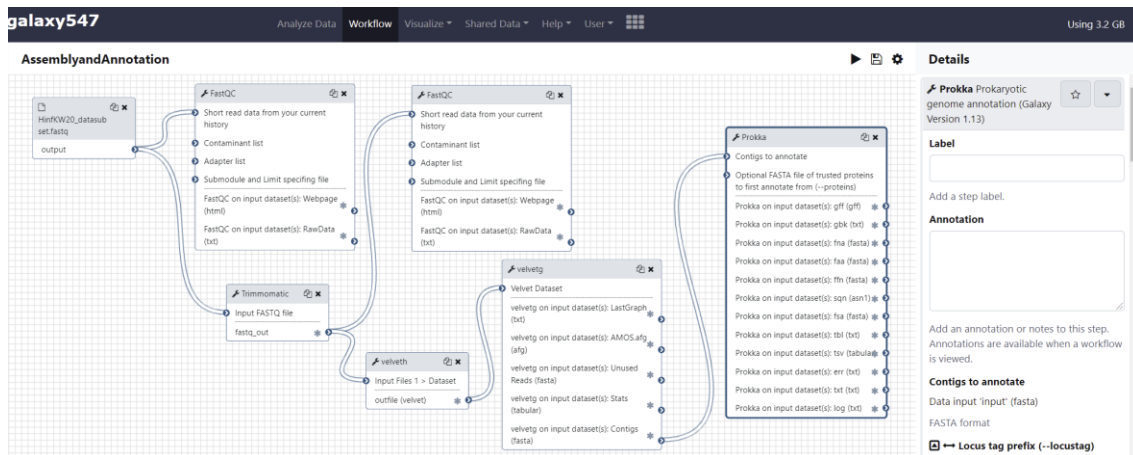 galaxy547
Analyze Data Workflow Visualize Shared Data Help User
Using 3.2 GB
AssemblyandAnnotation
HinfKW20_datasub
set.fastq
output
FastQC
Short read data from your current
history
Contaminant list
Adapter list
Submodule and Limit specifing file
FastQC on input dataset(s): Webpage
(html)
FastQC on input dataset(s): RawData
(txt)
FastQC
Short read data from your current
history
Contaminant list
Adapter list
Submodule and Limit specifing file
FastQC on input dataset(s): Webpage
(html)
FastQC on input dataset(s): RawData
(txt)
Trimmomatic
Input FASTQ file
fastq_out
velveth
Input Files 1 > Dataset
outfile (velvet)
velvetg
Velvet Dataset
velvetg on input dataset(s): LastGraph
(txt)
velvetg on input dataset(s): AMOS.afg
(afg)
velvetg on input dataset(s): Unused
Reads (fasta)
velvetg on input dataset(s): Stats
(tabular)
velvetg on input dataset(s): Contigs
(fasta)
Prokka
Contigs to annotate
Optional FASTA file of trusted proteins
to first annotate from (--proteins)
Prokka on input dataset(s): gff (gff)
Prokka on input dataset(s): gbk (txt)
Prokka on input dataset(s): fna (fasta)
Prokka on input dataset(s): faa (fasta)
Prokka on input dataset(s): ffn (fasta)
Prokka on input dataset(s): sqn (asn1)
Prokka on input dataset(s): fsa (fasta)
Prokka on input dataset(s): tbl (txt)
Prokka on input dataset(s): tsv (tabular
Prokka on input dataset(s): err (txt)
Prokka on input dataset(s): txt (txt)
Prokka on input dataset(s): log (txt)
Details
Prokka Prokaryotic
genome annotation (Galaxy
Version 1.13)
Label
Add a step label.
Annotation
Add an annotation or notes to this step.
Annotations are available when a workflow
is viewed.
Contigs to annotate
Data input 'input' (fasta)
FASTA format
Locus tag prefix (--locustag)